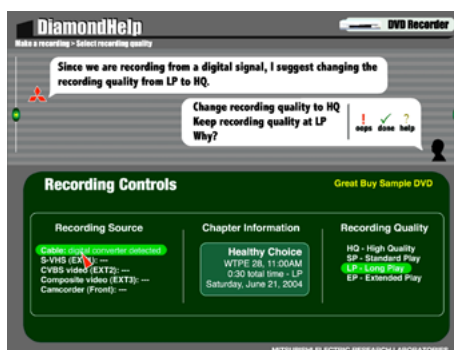 DiamondHelp
DVD Recorder
Make a recording > Select recording quality
Since we are recording from a digital signal, I suggest changing the
recording quality from LP to HQ.
Change recording quality to HQ
Keep recording quality at LP
Why?
! ✓ ?
oops done help
Recording Controls
Great Buy Sample DVD
Recording Source
Cable: digital converter detected
S-VHS (EXT1): ---
CVBS video (EXT2): ---
Composite video (EXT3): ---
Camcorder (Front): ---
Chapter Information
Healthy Choice
WTPE 28, 11:00AM
0:30 total time - LP
Saturday, June 21, 2004
Recording Quality
HQ - High Quality
SP - Standard Play
LP - Long Play
EP - Extended Play
MITSUBISHI ELECTRIC RESEARCH LABORATORIES